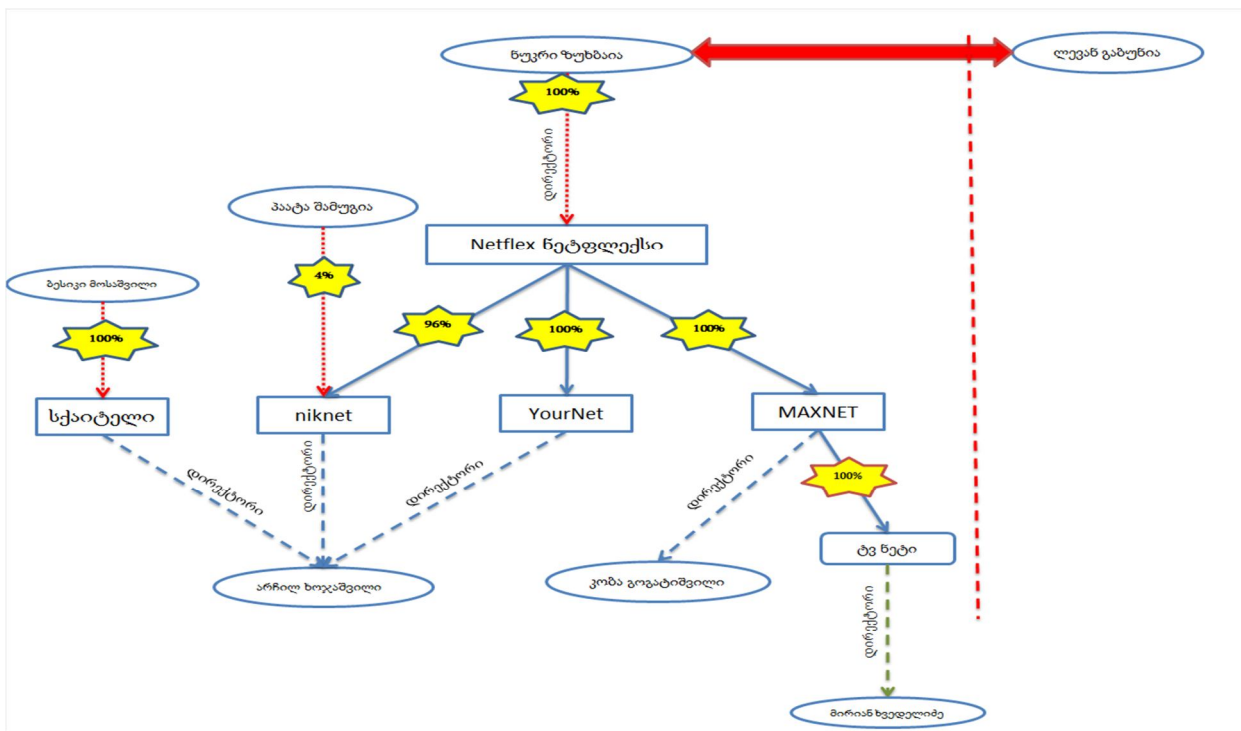 ნუკრი ზუხბაია
ლევან გაბუნია
100%
დირექტორი
პაატა შამუგია
Netflex ნეტფლექსი
4%
ბესიკი მოსაშვილი
100%
96%
100%
100%
სქაიტელი
niknet
YourNet
MAXNET
დირექტორი
დირექტორი
დირექტორი
დირექტორი
100%
ტვ ნეტი
არჩილ ხოჯაშვილი
კობა გოგატიშვილი
დირექტორი
მირიან ხვედელიძე